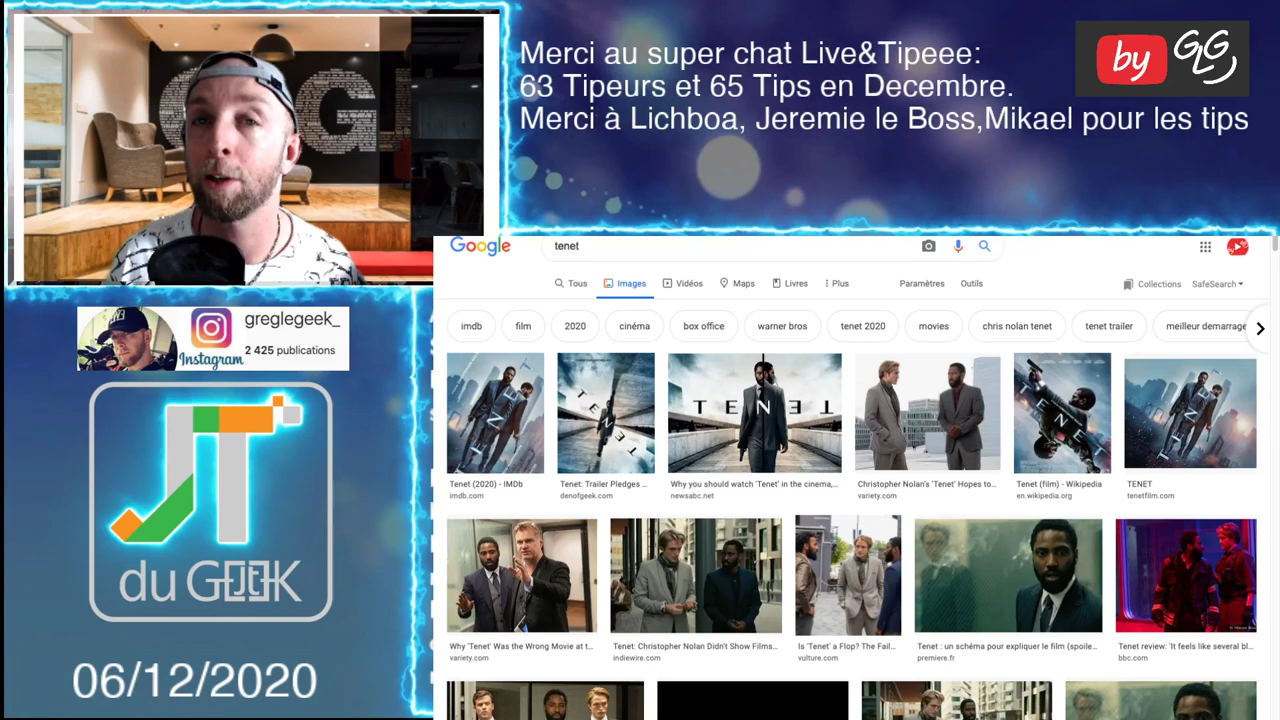 Merci au super chat Live&Tipeee:
63 Tipeurs et 65 Tips en Decembre.
Merci à Lichboa, Jeremie le Boss,Mikael pour les tips
by GLG
Google
tenet
Tous Images Vidéos Maps Livres Plus Paramètres Outils Collections SafeSearch
imdb film 2020 cinéma box office warner bros tenet 2020 movies chris nolan tenet tenet trailer meilleur demarrage
TENET
TENET
TENET
TENET
TENET
TENET
Tenet (2020) - IMDb
imdb.com
Tenet: Trailer Pledges ...
denofgeek.com
Why you should watch 'Tenet' in the cinema,...
newsabc.net
Christopher Nolan's 'Tenet' Hopes to...
variety.com
Tenet (film) - Wikipedia
en.wikipedia.org
TENET
tenetfilm.com
Why 'Tenet' Was the Wrong Movie at t...
variety.com
Tenet: Christopher Nolan Didn't Show Films...
indiewire.com
Is 'Tenet' a Flop? The Fail...
vulture.com
Tenet : un schéma pour expliquer le film (spoile...
premiere.fr
Tenet review: 'It feels like several bl...
bbc.com
greglegeek_
2 425 publications
Instagram
JT
du GEEK
06/12/2020